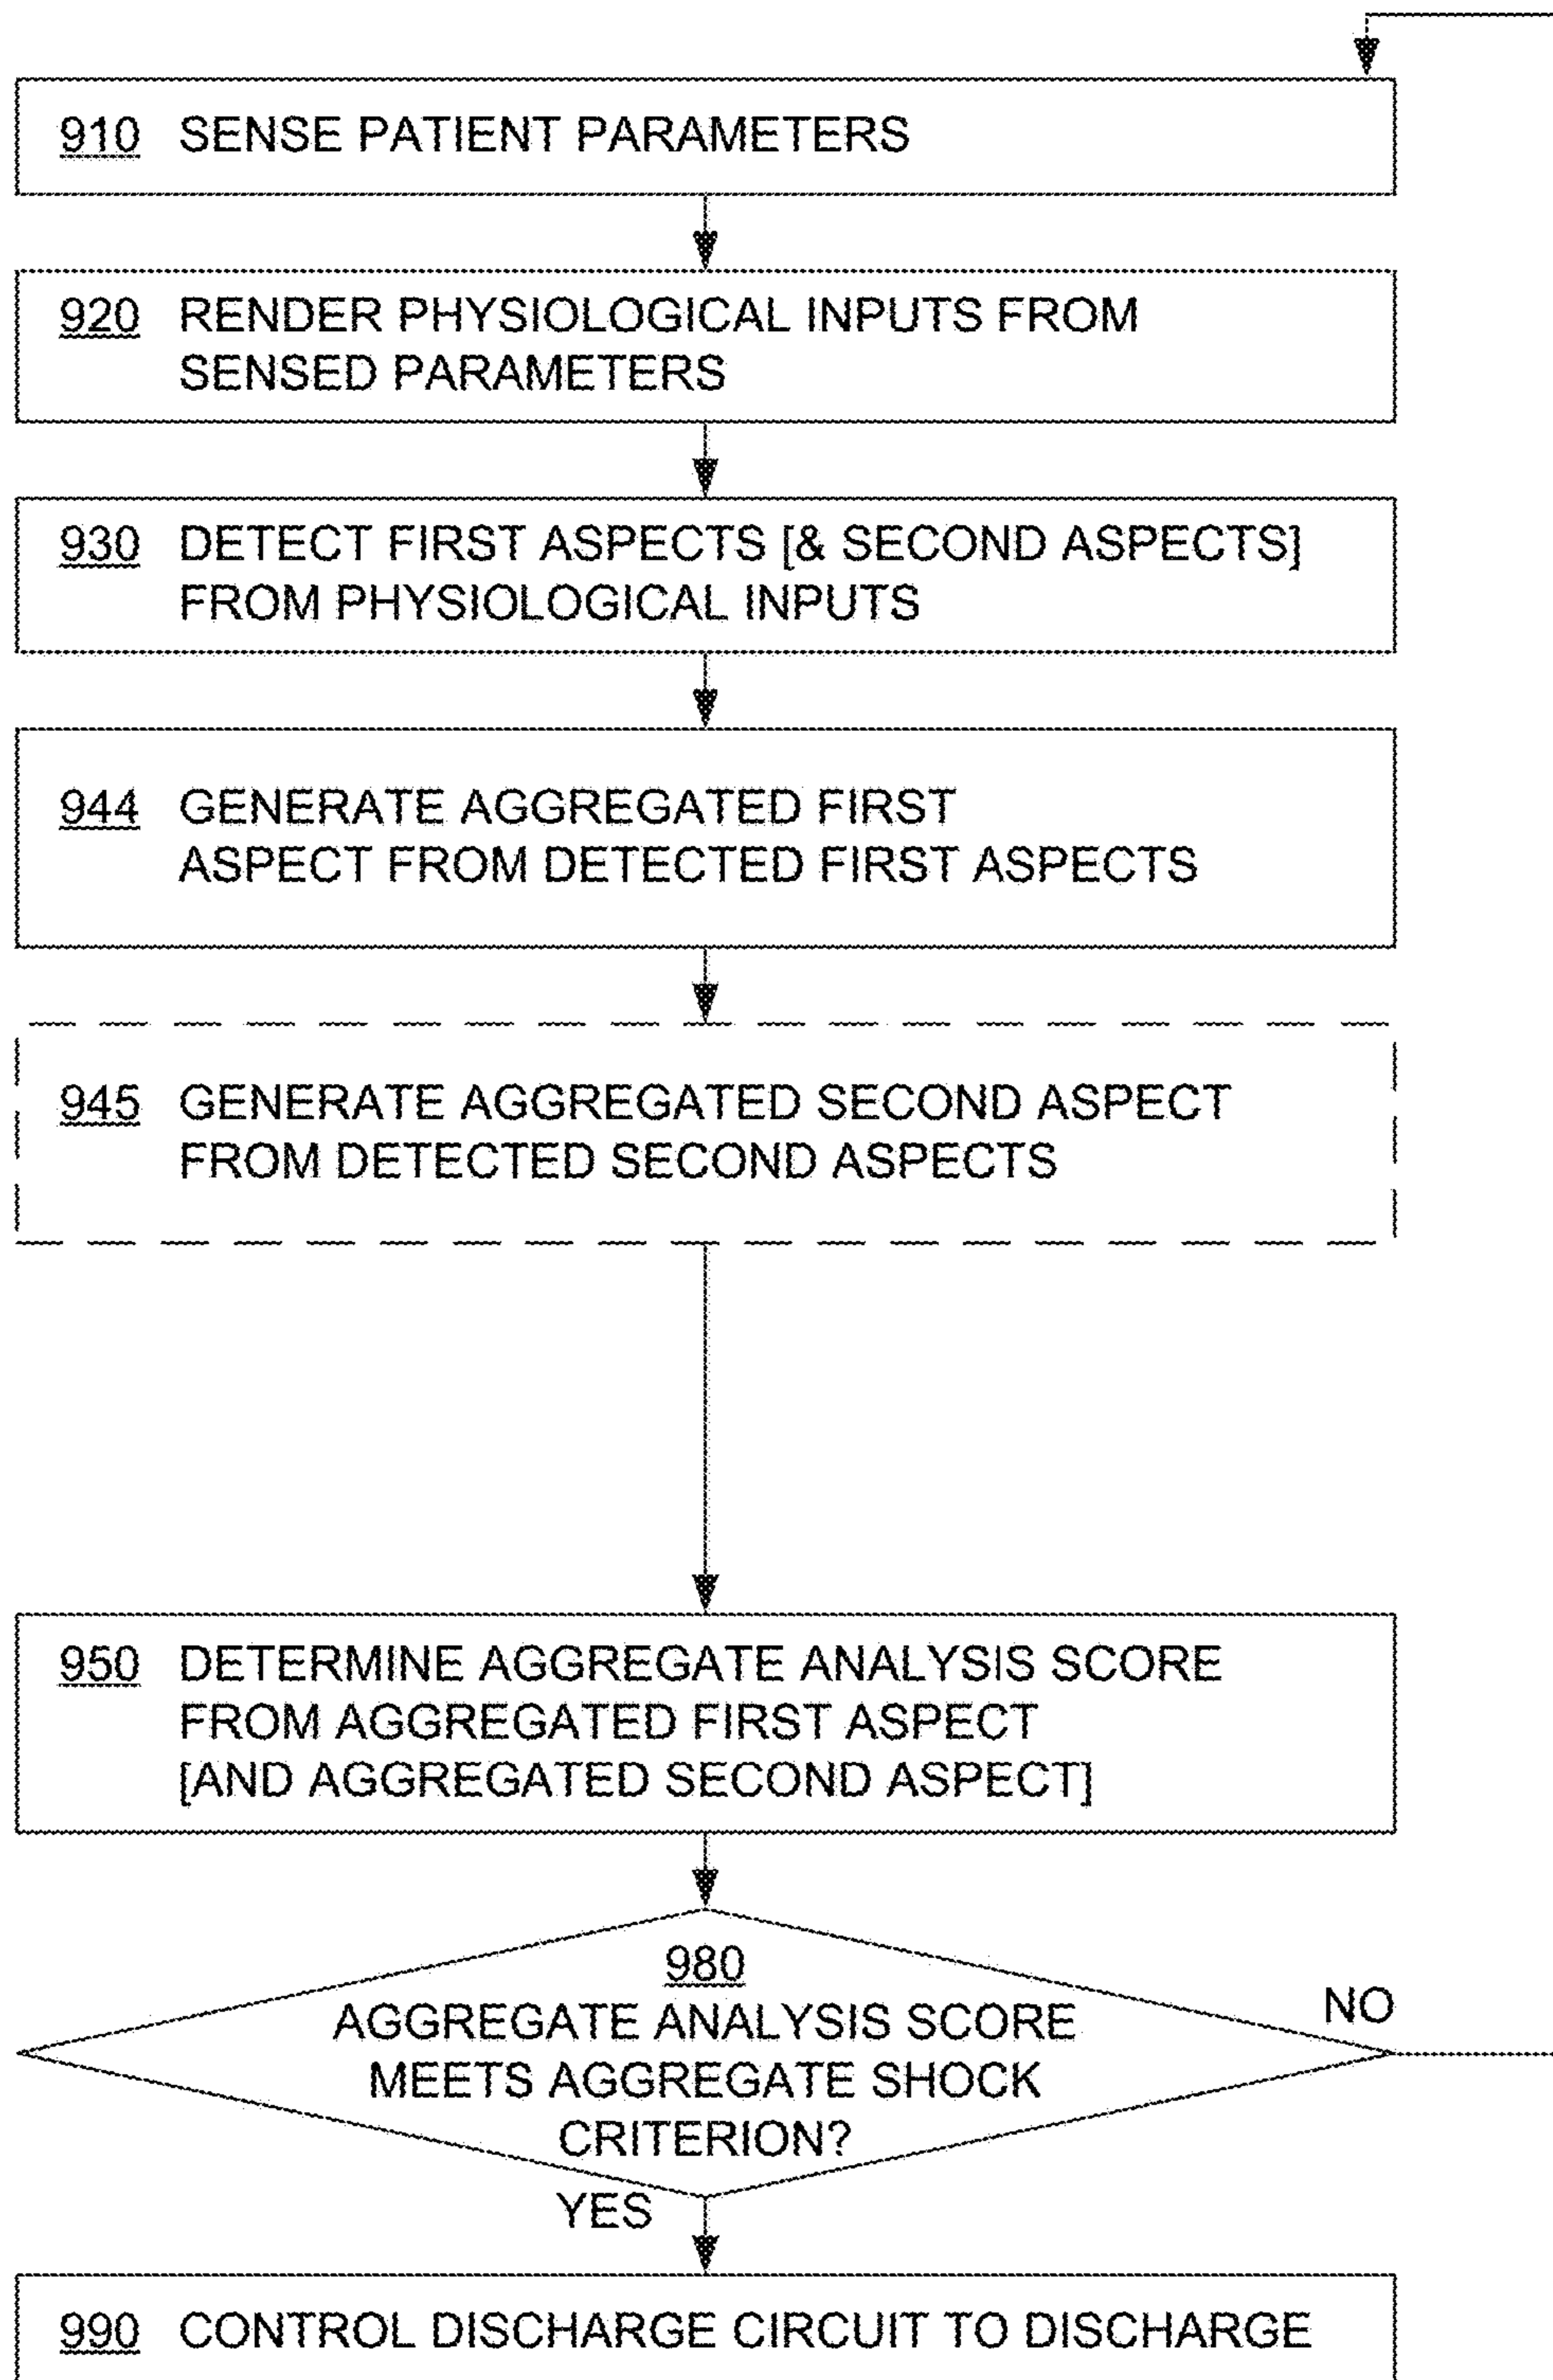 910 SENSE PATIENT PARAMETERS
920 RENDER PHYSIOLOGICAL INPUTS FROM
SENSED PARAMETERS
930 DETECT FIRST ASPECTS [& SECOND ASPECTS]
FROM PHYSIOLOGICAL INPUTS
944 GENERATE AGGREGATED FIRST
ASPECT FROM DETECTED FIRST ASPECTS
945 GENERATE AGGREGATED SECOND ASPECT
FROM DETECTED SECOND ASPECTS
950 DETERMINE AGGREGATE ANALYSIS SCORE
FROM AGGREGATED FIRST ASPECT
[AND AGGREGATED SECOND ASPECT]
980
AGGREGATE ANALYSIS SCORE
MEETS AGGREGATE SHOCK
CRITERION?
NO
YES
990 CONTROL DISCHARGE CIRCUIT TO DISCHARGE